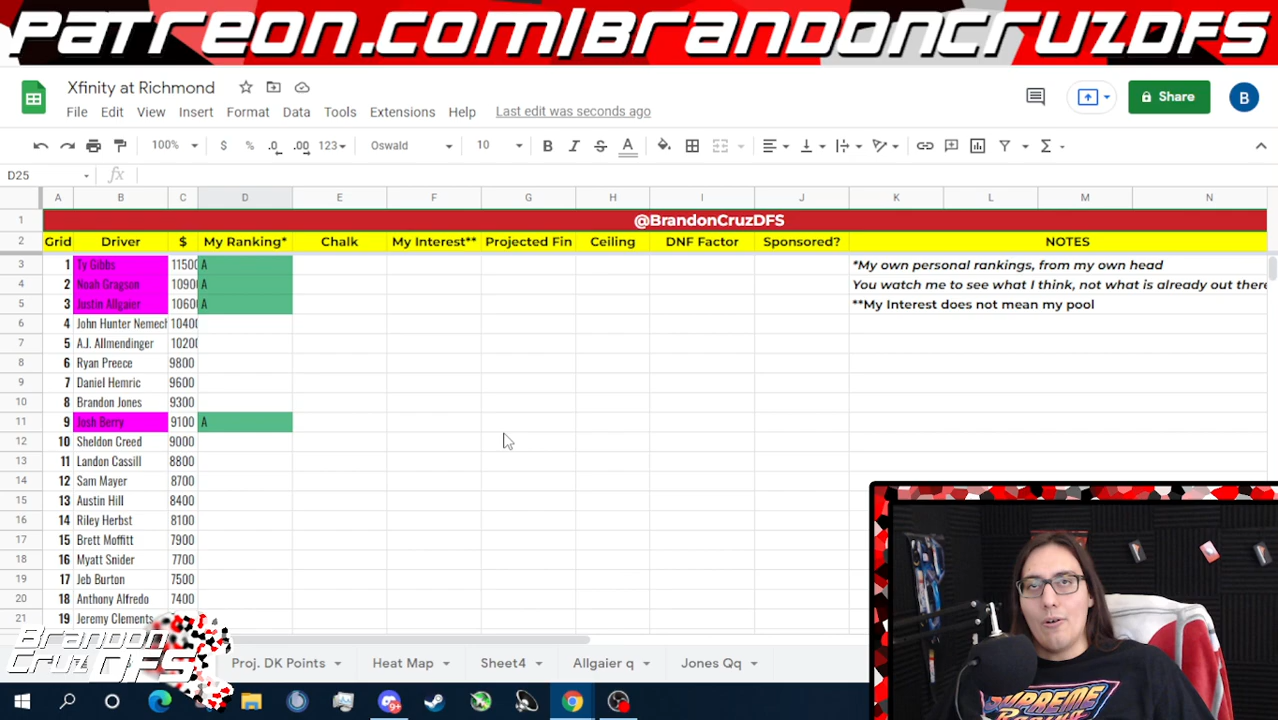 Patreon.com/BrandonCruzDFS
Xfinity at Richmond
File Edit View Insert Format Data Tools Extensions Help Last edit was seconds ago
Share
B
100% $ % .0 .00 123 Oswald 10 B I S A
D25 fx
A B C D E F G H I J K L M N
1 @BrandonCruzDFS
2 Grid Driver $ My Ranking* Chalk My Interest** Projected Fin Ceiling DNF Factor Sponsored? NOTES
3 1 Ty Gibbs 11500 A *My own personal rankings, from my own head
4 2 Noah Gragson 10900 A You watch me to see what I think, not what is already out there
5 3 Justin Allgaier 10600 A **My Interest does not mean my pool
6 4 John Hunter Nemech 10400
7 5 A.J. Allmendinger 10200
8 6 Ryan Preece 9800
9 7 Daniel Hemric 9600
10 8 Brandon Jones 9300
11 9 Josh Berry 9100 A
12 10 Sheldon Creed 9000
13 11 Landon Cassill 8800
14 12 Sam Mayer 8700
15 13 Austin Hill 8400
16 14 Riley Herbst 8100
17 15 Brett Moffitt 7900
18 16 Myatt Snider 7700
19 17 Jeb Burton 7500
20 18 Anthony Alfredo 7400
21 19 Jeremy Clements
Brandon
Cruz DFS
Proj. DK Points Heat Map Sheet4 Allgaier q Jones Qq
9+
SUPREME
RACING